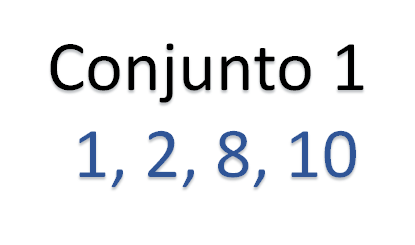 Conjunto 1
1, 2, 8, 10